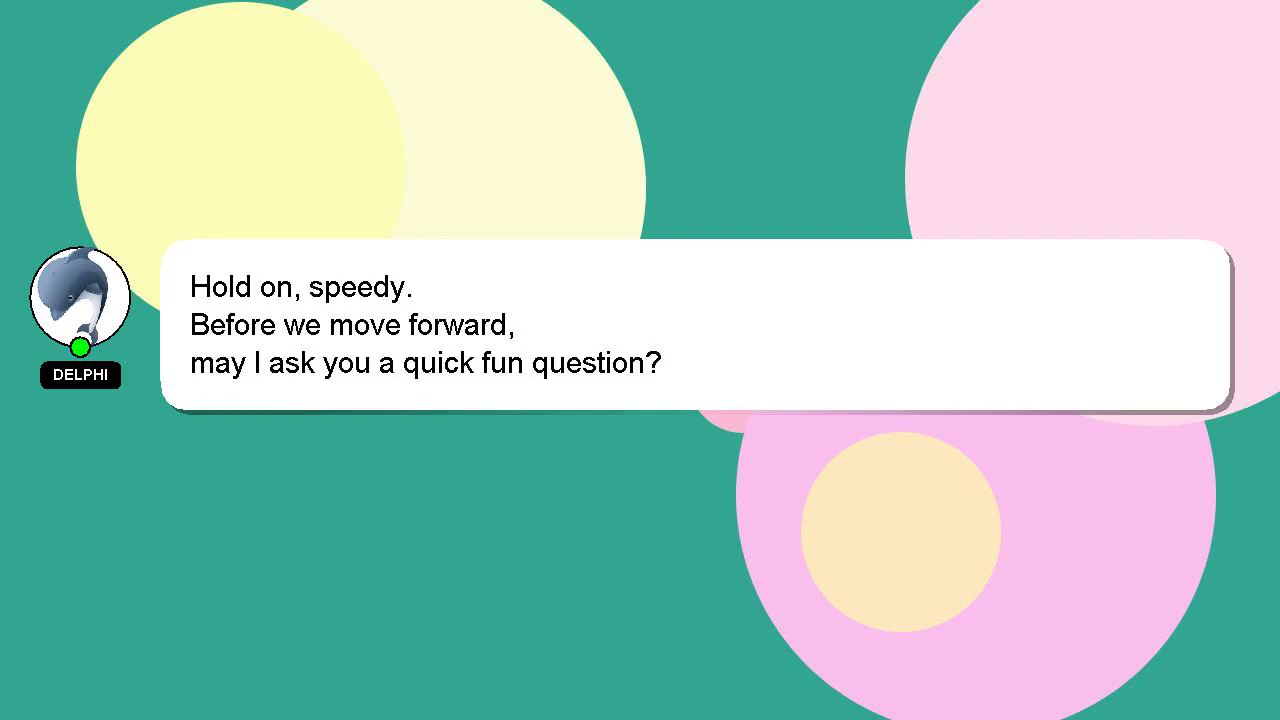 Hold on, speedy.
Before we move forward,
may I ask you a quick fun question?
DELPHI